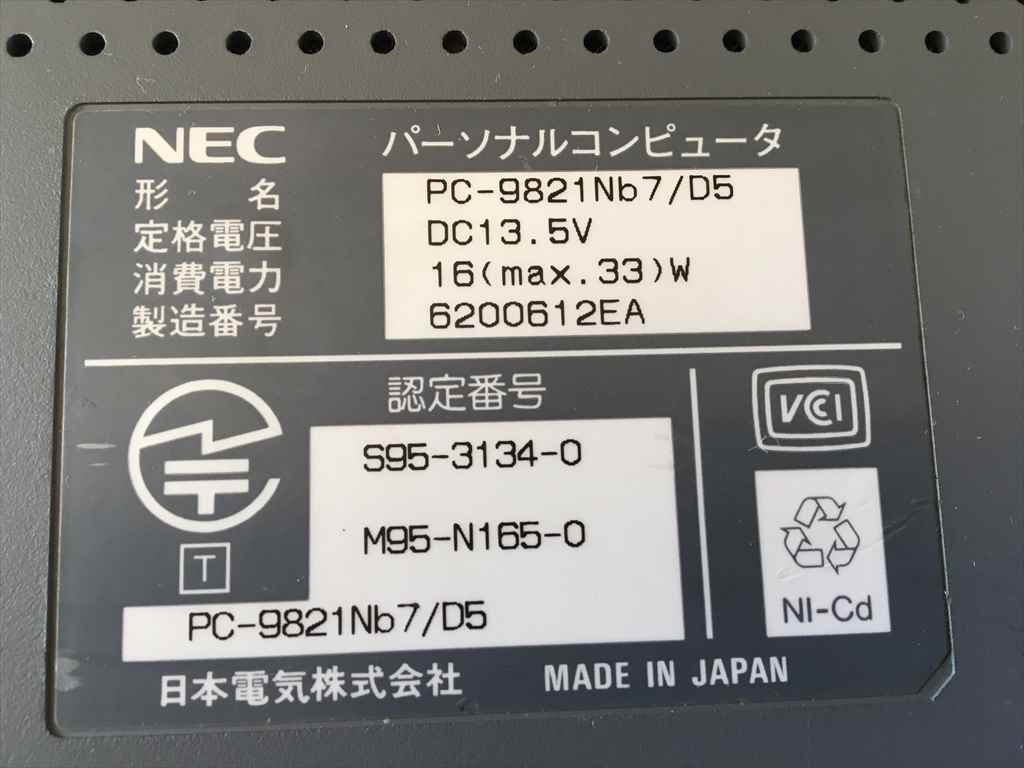 NEC パーソナルコンピュータ
形 名 PC-9821Nb7/D5
定格電圧 DC13.5V
消費電力 16(max.33)W
製造番号 6200612EA
認定番号
VCCI
S95-3134-0
M95-N165-0
T
NI-Cd
PC-9821Nb7/D5
日本電気株式会社 MADE IN JAPAN